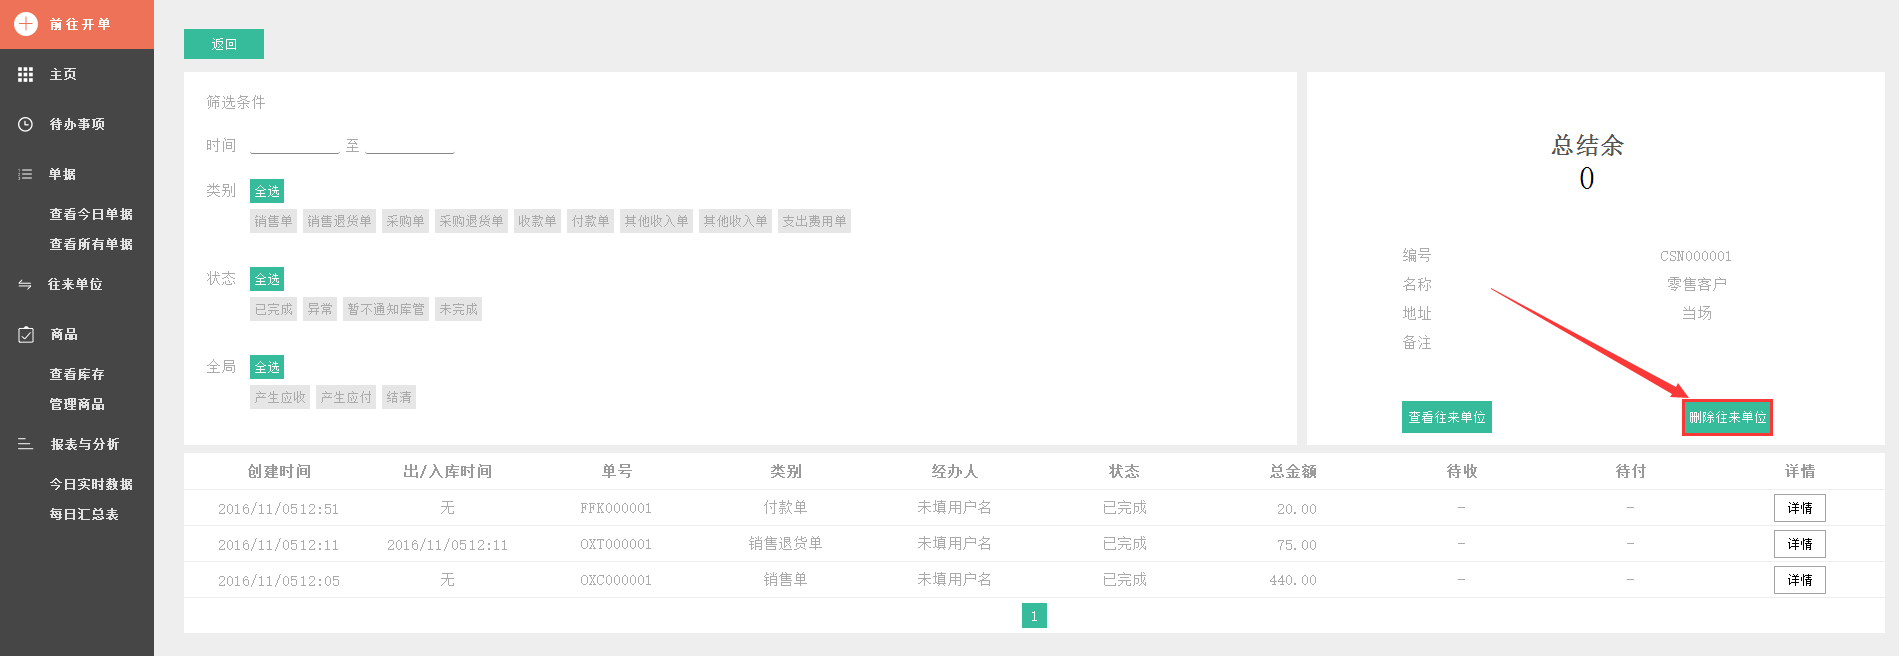 前往开单
主页
待办事项
单据
查看今日单据
查看所有单据
往来单位
商品
查看库存
管理商品
报表与分析
今日实时数据
每日汇总表
返回
筛选条件
时间 至
类别 全选
销售单 销售退货单 采购单 采购退货单 收款单 付款单 其他收入单 其他收入单 支出费用单
状态 全选
已完成 异常 暂不通知库管 未完成
全局 全选
产生应收 产生应付 结清
总结余
0
编号 CSN000001
名称 零售客户
地址 当场
备注
查看往来单位 删除往来单位
创建时间 出/入库时间 单号 类别 经办人 状态 总金额 待收 待付 详情
2016/11/0512:51 无 FFK000001 付款单 未填用户名 已完成 20.00 - - 详情
2016/11/0512:11 2016/11/0512:11 OXT000001 销售退货单 未填用户名 已完成 75.00 - - 详情
2016/11/0512:05 无 OXC000001 销售单 未填用户名 已完成 440.00 - - 详情
1